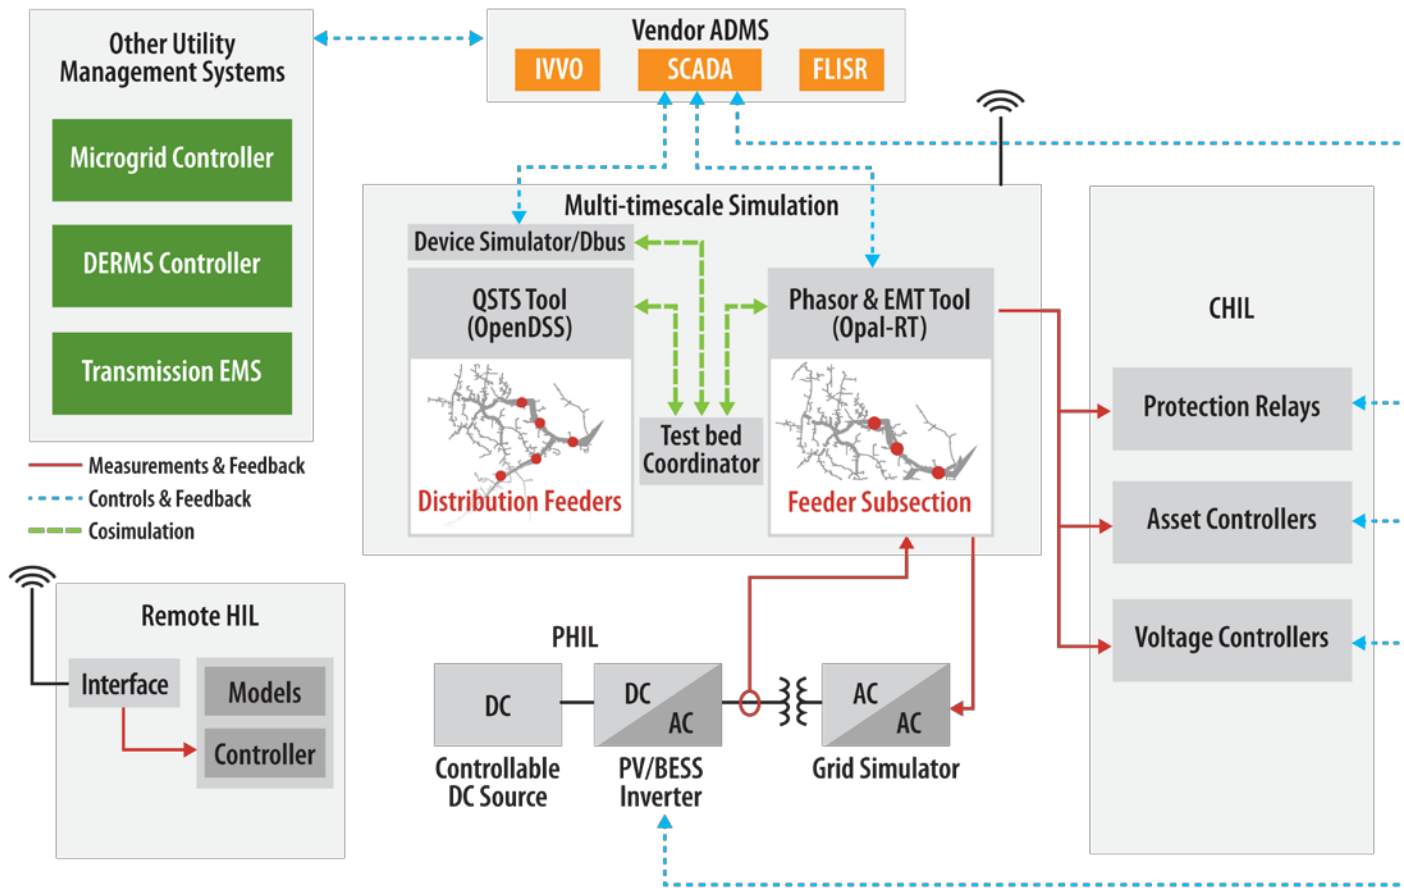 Other Utility
Management Systems
Microgrid Controller
DERMS Controller
Transmission EMS
Vendor ADMS
IVVO
SCADA
FLISR
Multi-timescale Simulation
Device Simulator/Dbus
QSTS Tool
(OpenDSS)
Distribution Feeders
Test bed
Coordinator
Phasor & EMT Tool
(Opal-RT)
Feeder Subsection
CHIL
Protection Relays
Asset Controllers
Voltage Controllers
Measurements & Feedback
Controls & Feedback
Cosimulation
Remote HIL
Interface
Models
Controller
PHIL
DC
Controllable
DC Source
DC
AC
PV/BESS
Inverter
AC
AC
Grid Simulator